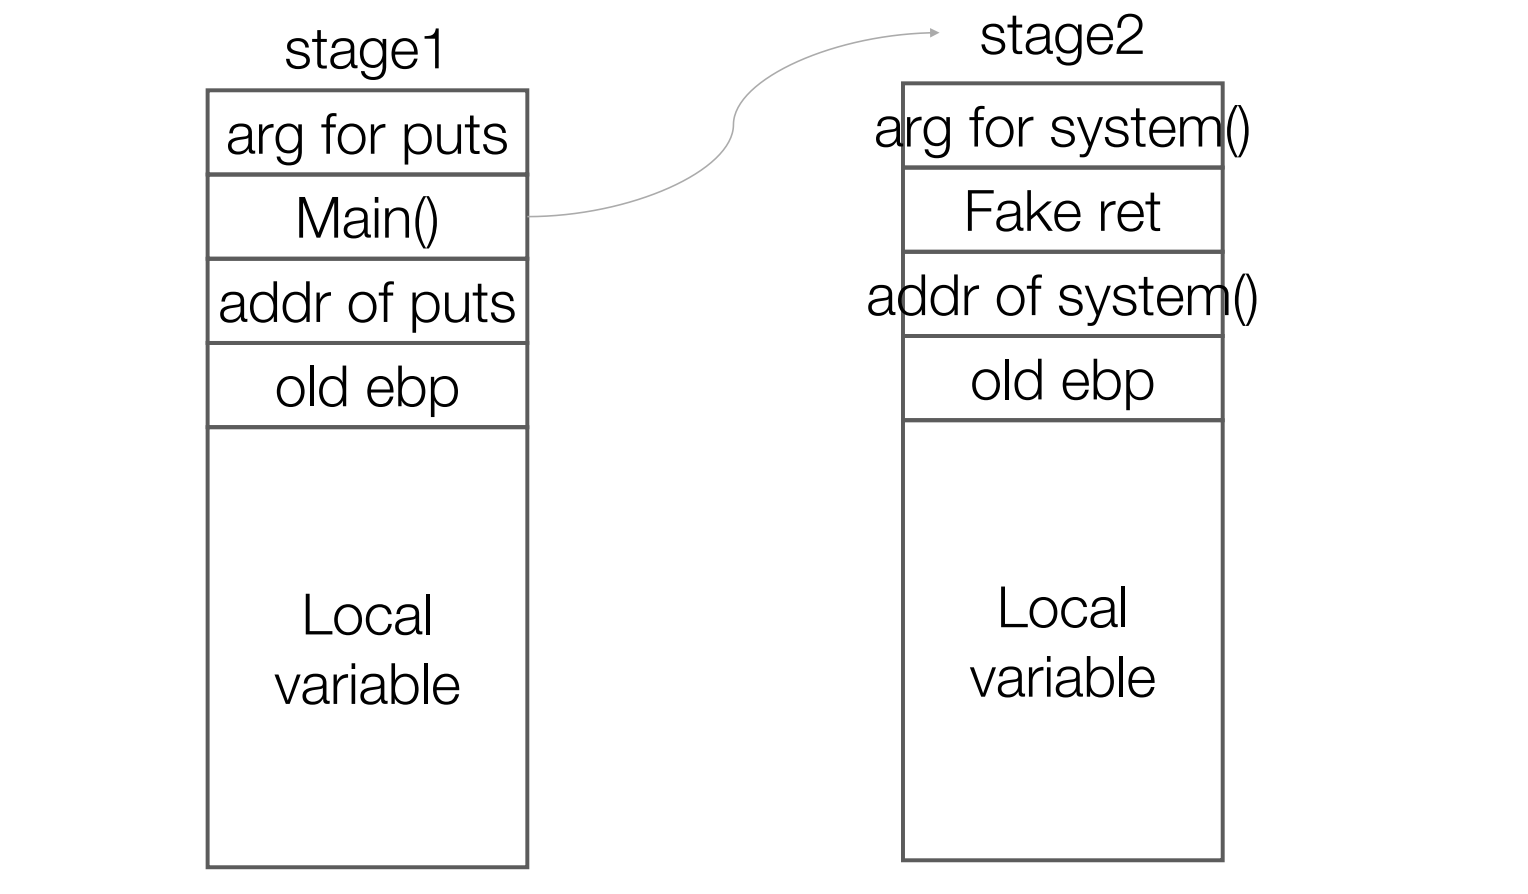 stage1
arg for puts
Main()
addr of puts
old ebp
Local
variable
stage2
arg for system()
Fake ret
addr of system()
old ebp
Local
variable